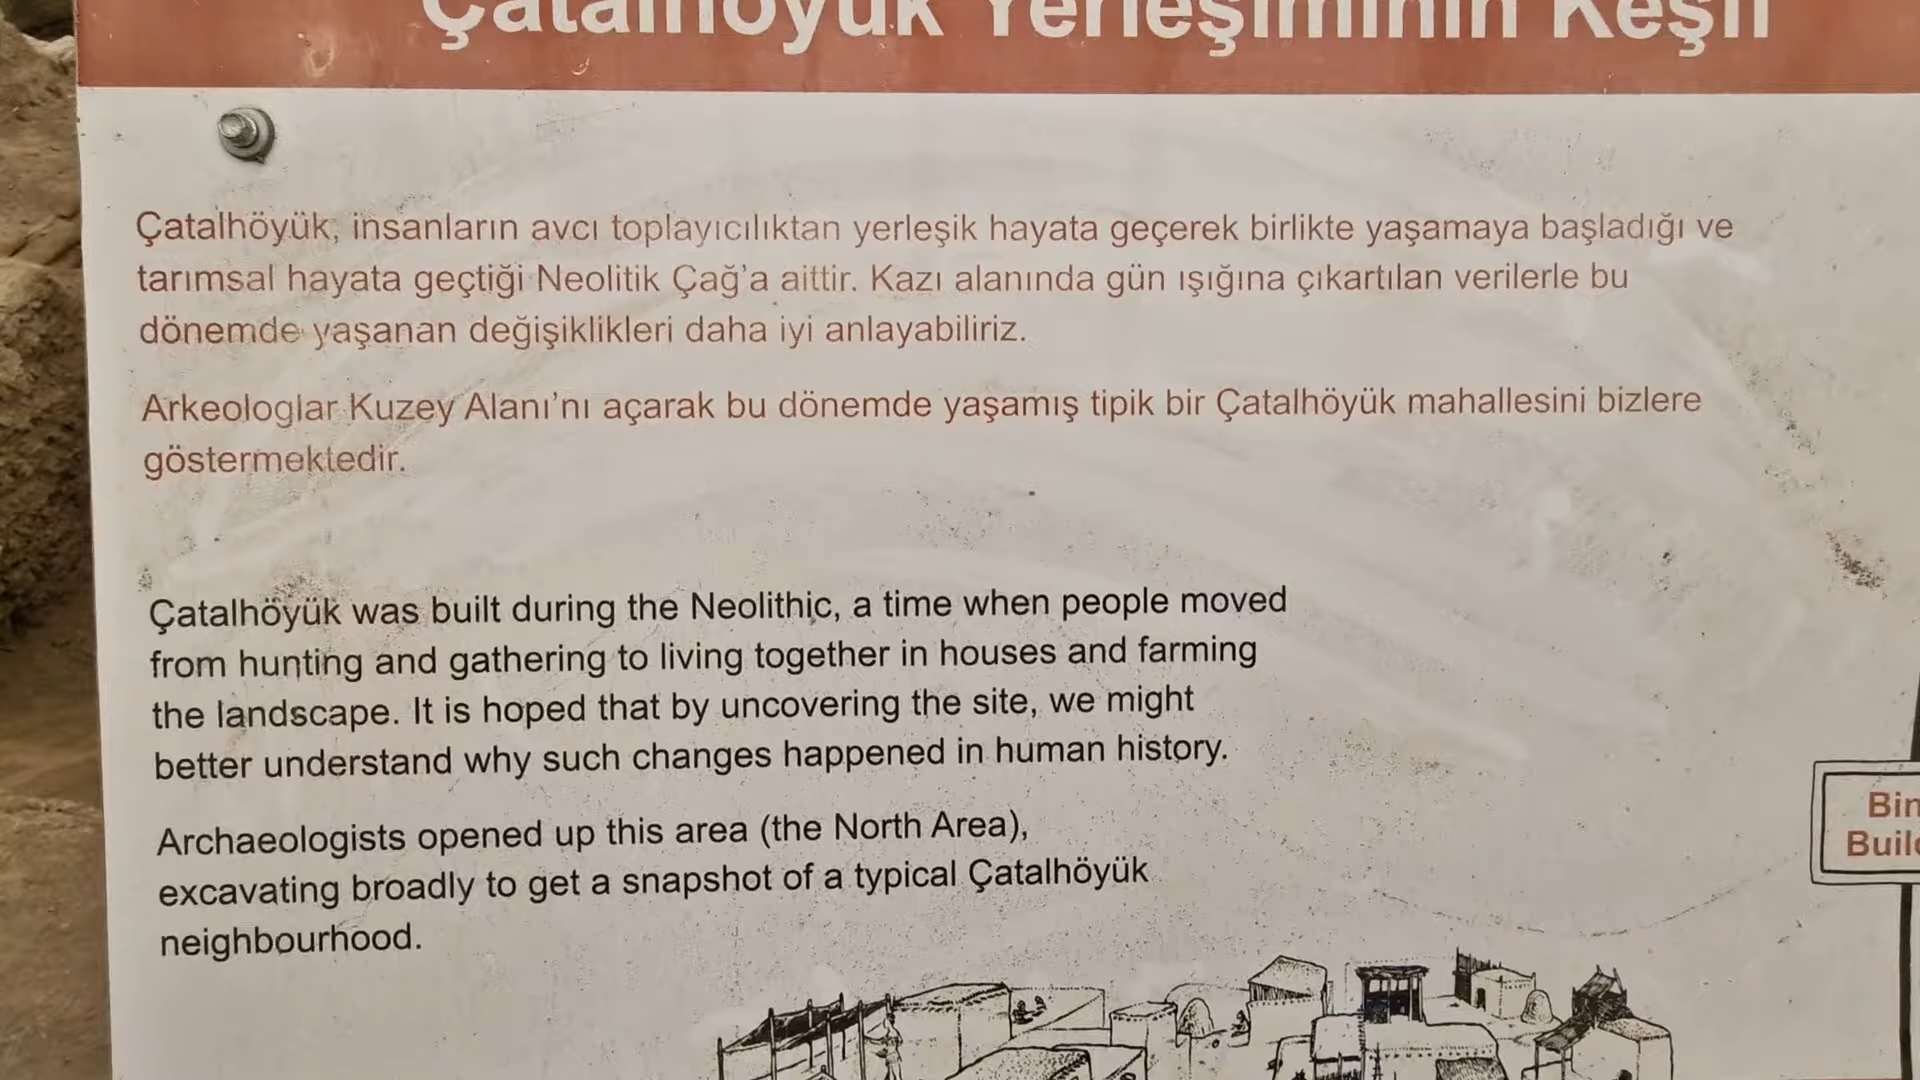 Çatalhöyük Yerleşiminin Keşfi
Çatalhöyük, insanların avcı toplayıcılıktan yerleşik hayata geçerek birlikte yaşamaya başladığı ve
tarımsal hayata geçtiği Neolitik Çağ'a aittir. Kazı alanında gün ışığına çıkartılan verilerle bu
dönemde yaşanan değişiklikleri daha iyi anlayabiliriz.
Arkeologlar Kuzey Alanı'nı açarak bu dönemde yaşamış tipik bir Çatalhöyük mahallesini bizlere
göstermektedir.
Çatalhöyük was built during the Neolithic, a time when people moved
from hunting and gathering to living together in houses and farming
the landscape. It is hoped that by uncovering the site, we might
better understand why such changes happened in human history.
Archaeologists opened up this area (the North Area),
excavating broadly to get a snapshot of a typical Çatalhöyük
neighbourhood.